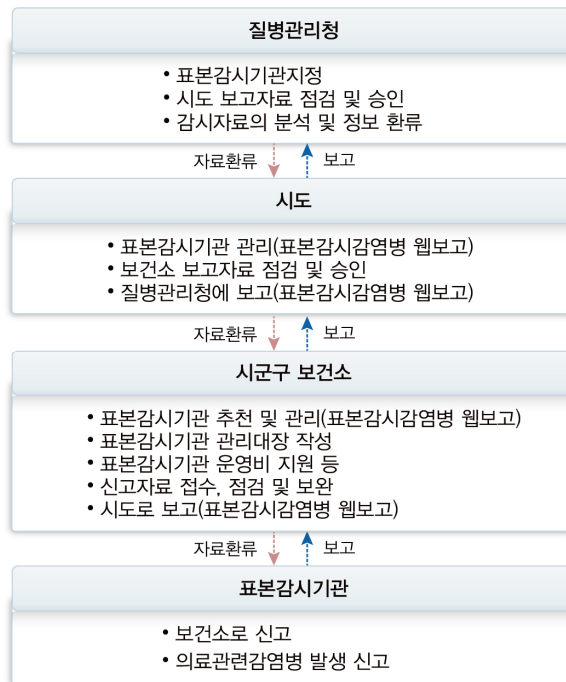 질병관리청
• 표본감시기관지정
• 시도 보고자료 점검 및 승인
• 감시자료의 분석 및 정보 환류
자료환류 보고
시도
• 표본감시기관 관리(표본감시감염병 웹보고)
• 보건소 보고자료 점검 및 승인
• 질병관리청에 보고(표본감시감염병 웹보고)
자료환류 보고
시군구 보건소
• 표본감시기관 추천 및 관리(표본감시감염병 웹보고)
• 표본감시기관 관리대장 작성
• 표본감시기관 운영비 지원 등
• 신고자료 접수, 점검 및 보완
• 시도로 보고(표본감시감염병 웹보고)
자료환류 보고
표본감시기관
• 보건소로 신고
• 의료관련감염병 발생 신고